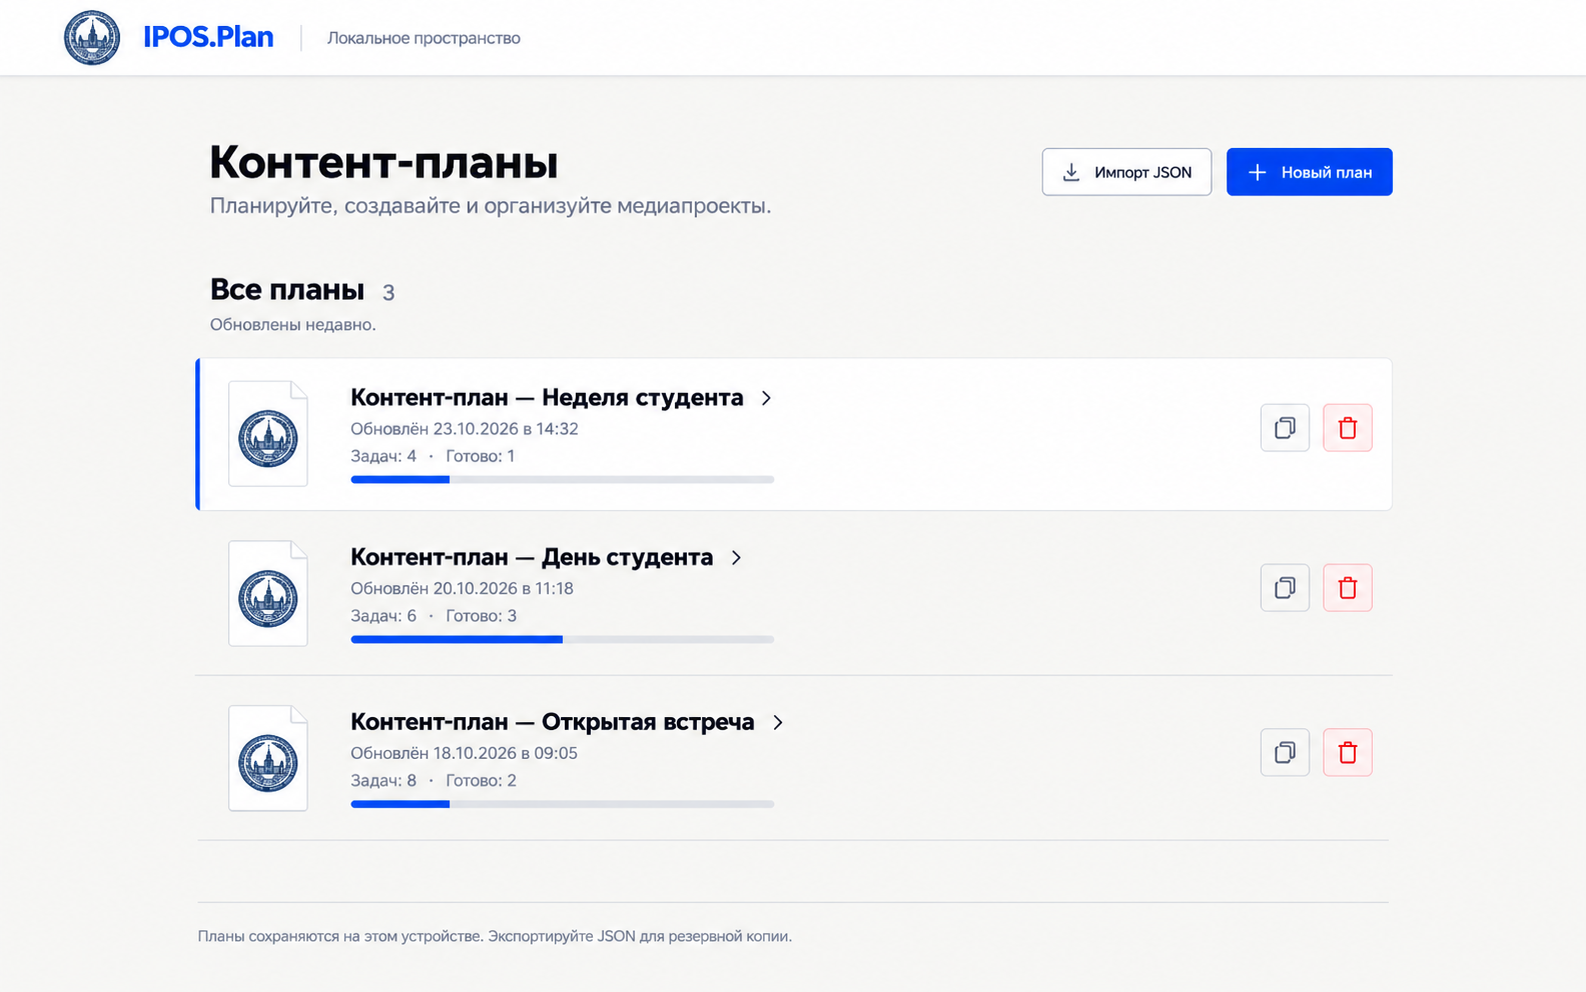 IPOS.Plan
Локальное пространство
Контент-планы
Планируйте, создавайте и организуйте медиапроекты.
Импорт JSON
Новый план
Все планы 3
Обновлены недавно.
Контент-план — Неделя студента
Обновлён 23.10.2026 в 14:32
Задач: 4 · Готово: 1
Контент-план — День студента
Обновлён 20.10.2026 в 11:18
Задач: 6 · Готово: 3
Контент-план — Открытая встреча
Обновлён 18.10.2026 в 09:05
Задач: 8 · Готово: 2
Планы сохраняются на этом устройстве. Экспортируйте JSON для резервной копии.